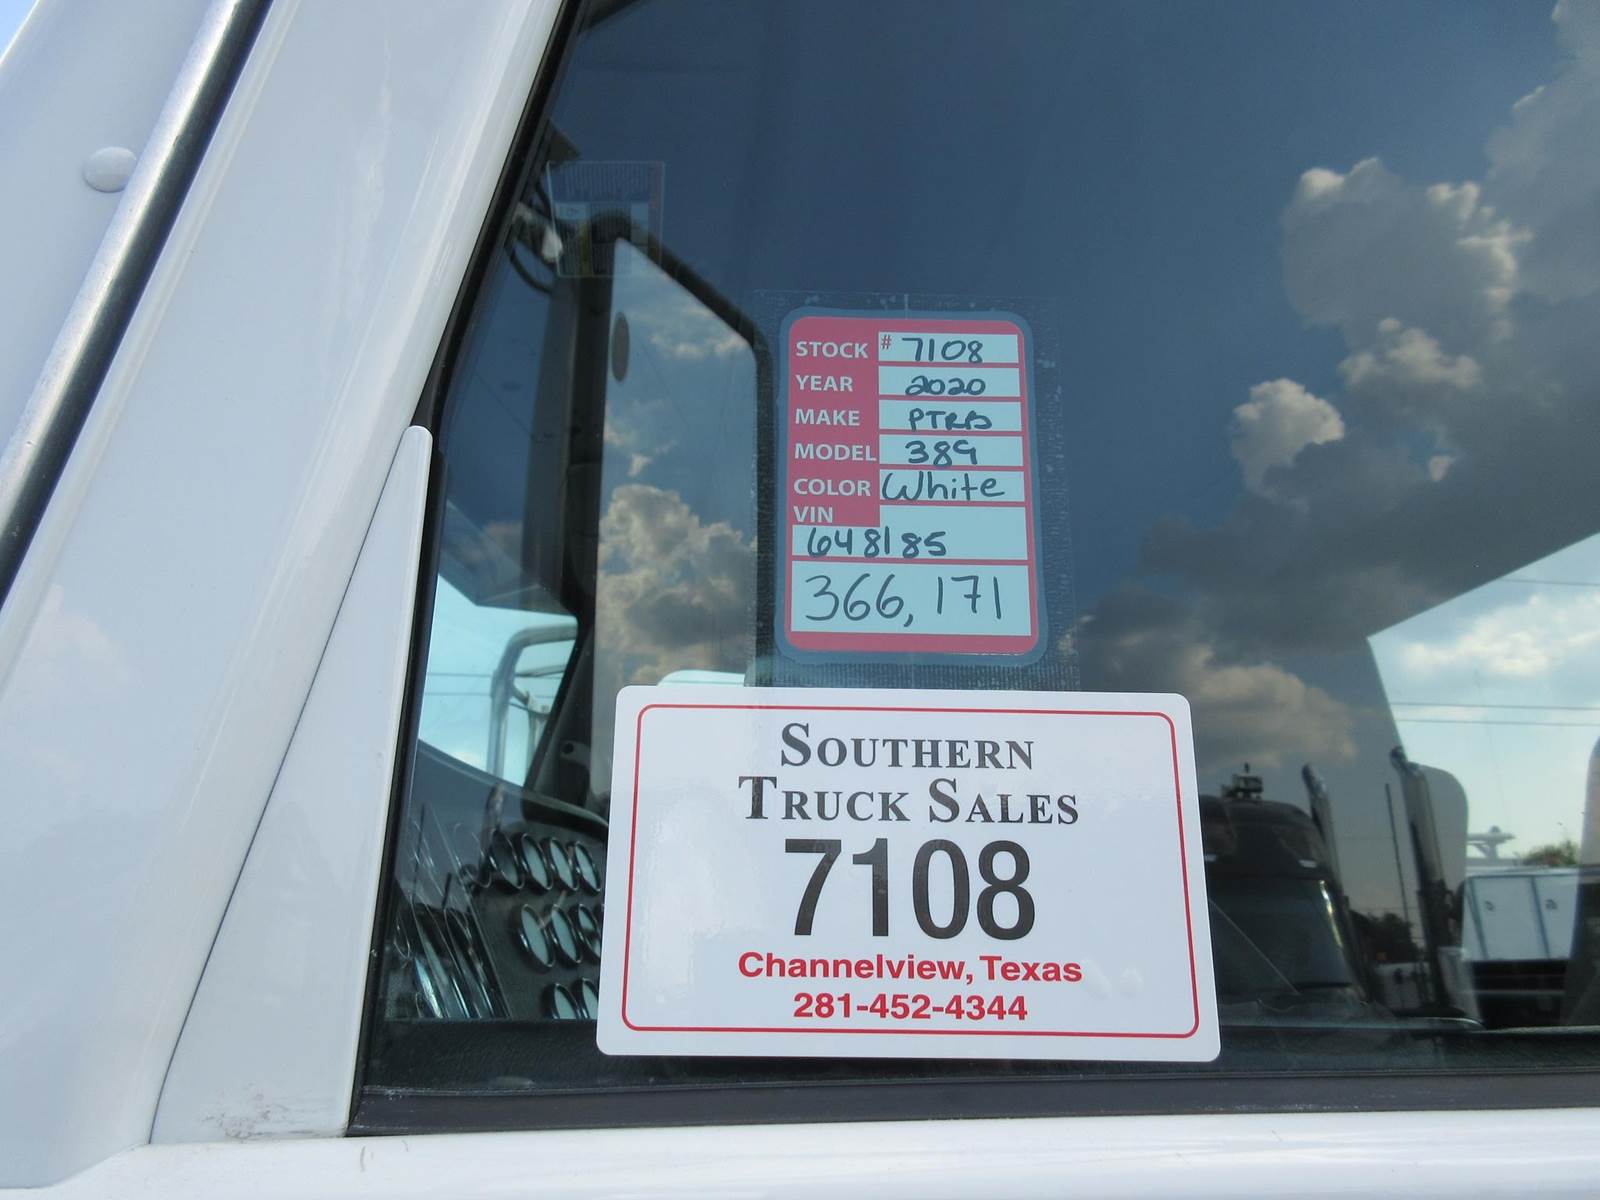 STOCK # 7108
YEAR 2020
MAKE PTRB
MODEL 389
COLOR White
VIN
648185
366,171
SOUTHERN
TRUCK SALES
7108
Channelview, Texas
281-452-4344